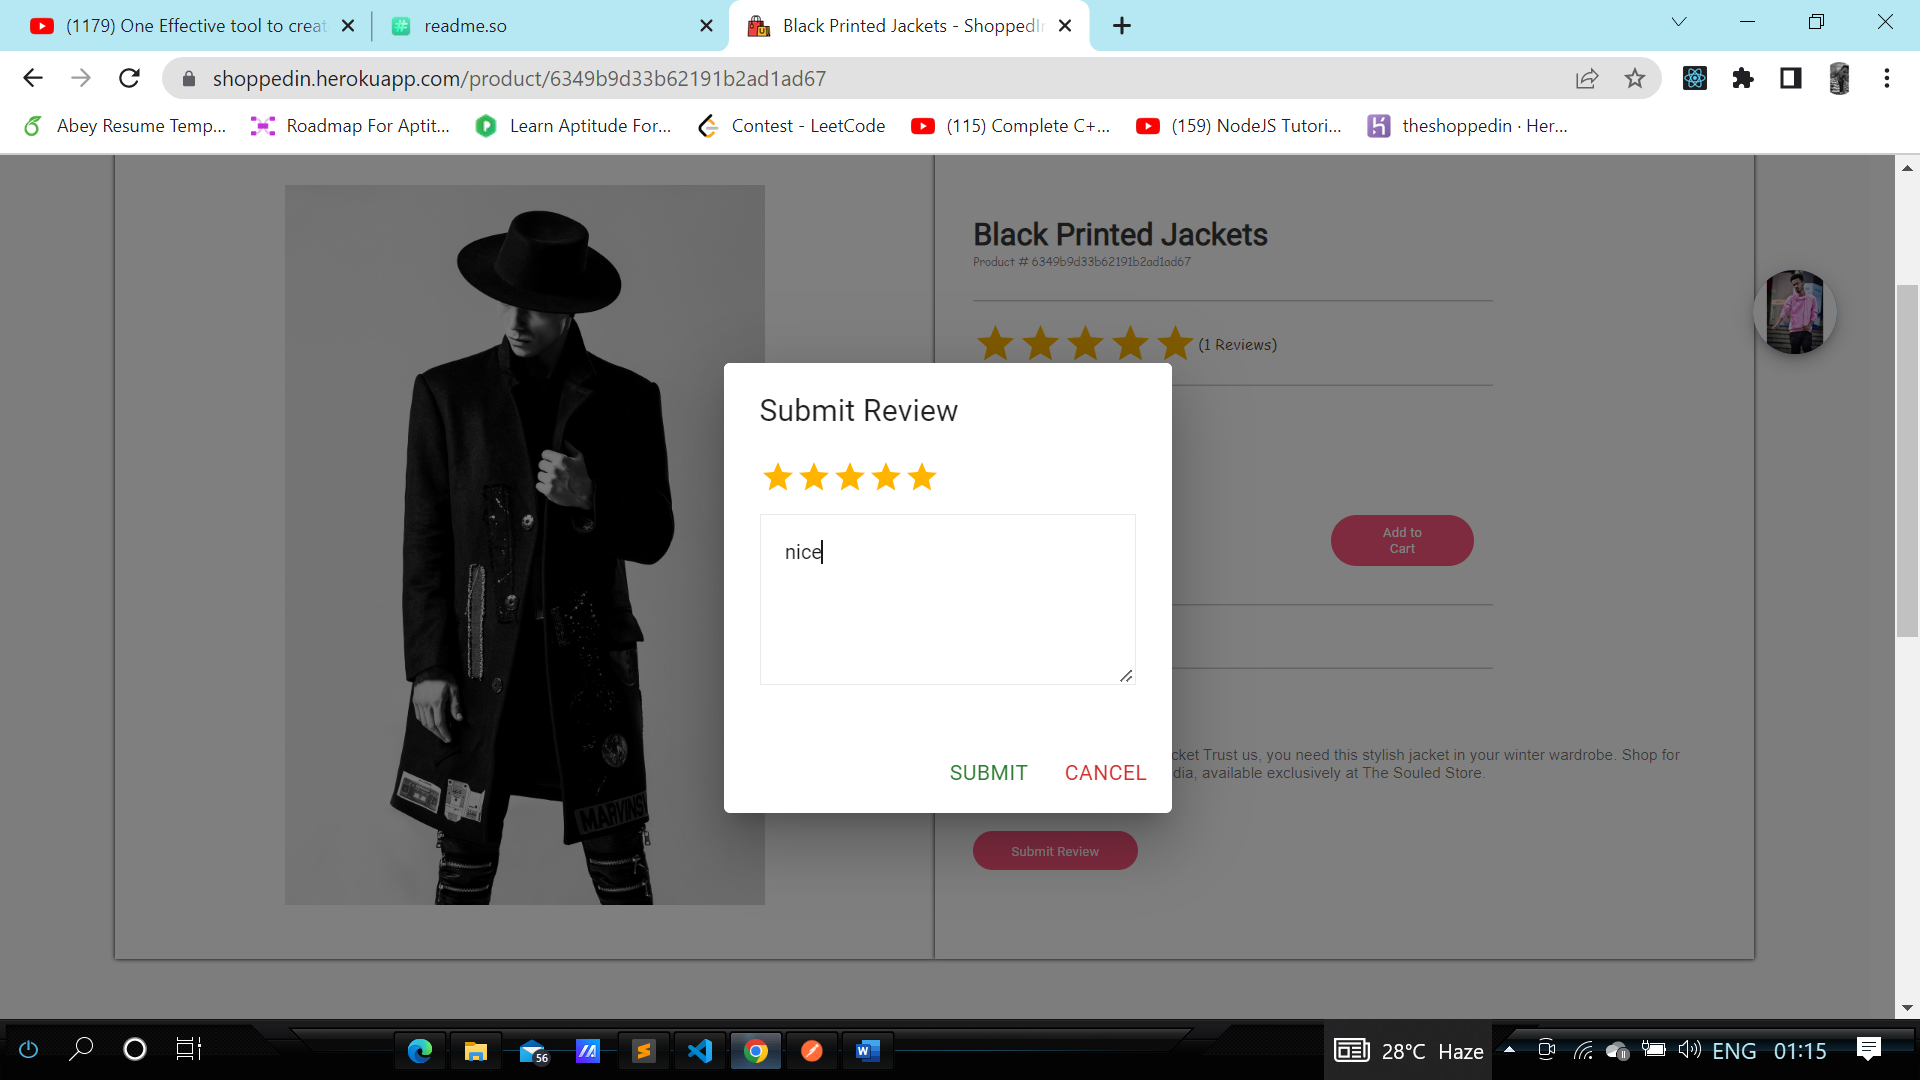 (1179) One Effective tool to creat
readme.so
Black Printed Jackets - ShoppedIn
shoppedin.herokuapp.com/product/6349b9d33b62191b2ad1ad67
Abey Resume Temp...
Roadmap For Aptit...
Learn Aptitude For...
Contest - LeetCode
(115) Complete C+...
(159) NodeJS Tutori...
theshoppedin · Her...
Black Printed Jackets
Product # 6349b9d33b62191b2ad1ad67
(1 Reviews)
Submit Review
nice
Add to
Cart
cket Trust us, you need this stylish jacket in your winter wardrobe. Shop for
dia, available exclusively at The Souled Store.
SUBMIT CANCEL
Submit Review
MARVINS
56
28°C Haze
ENG 01:15